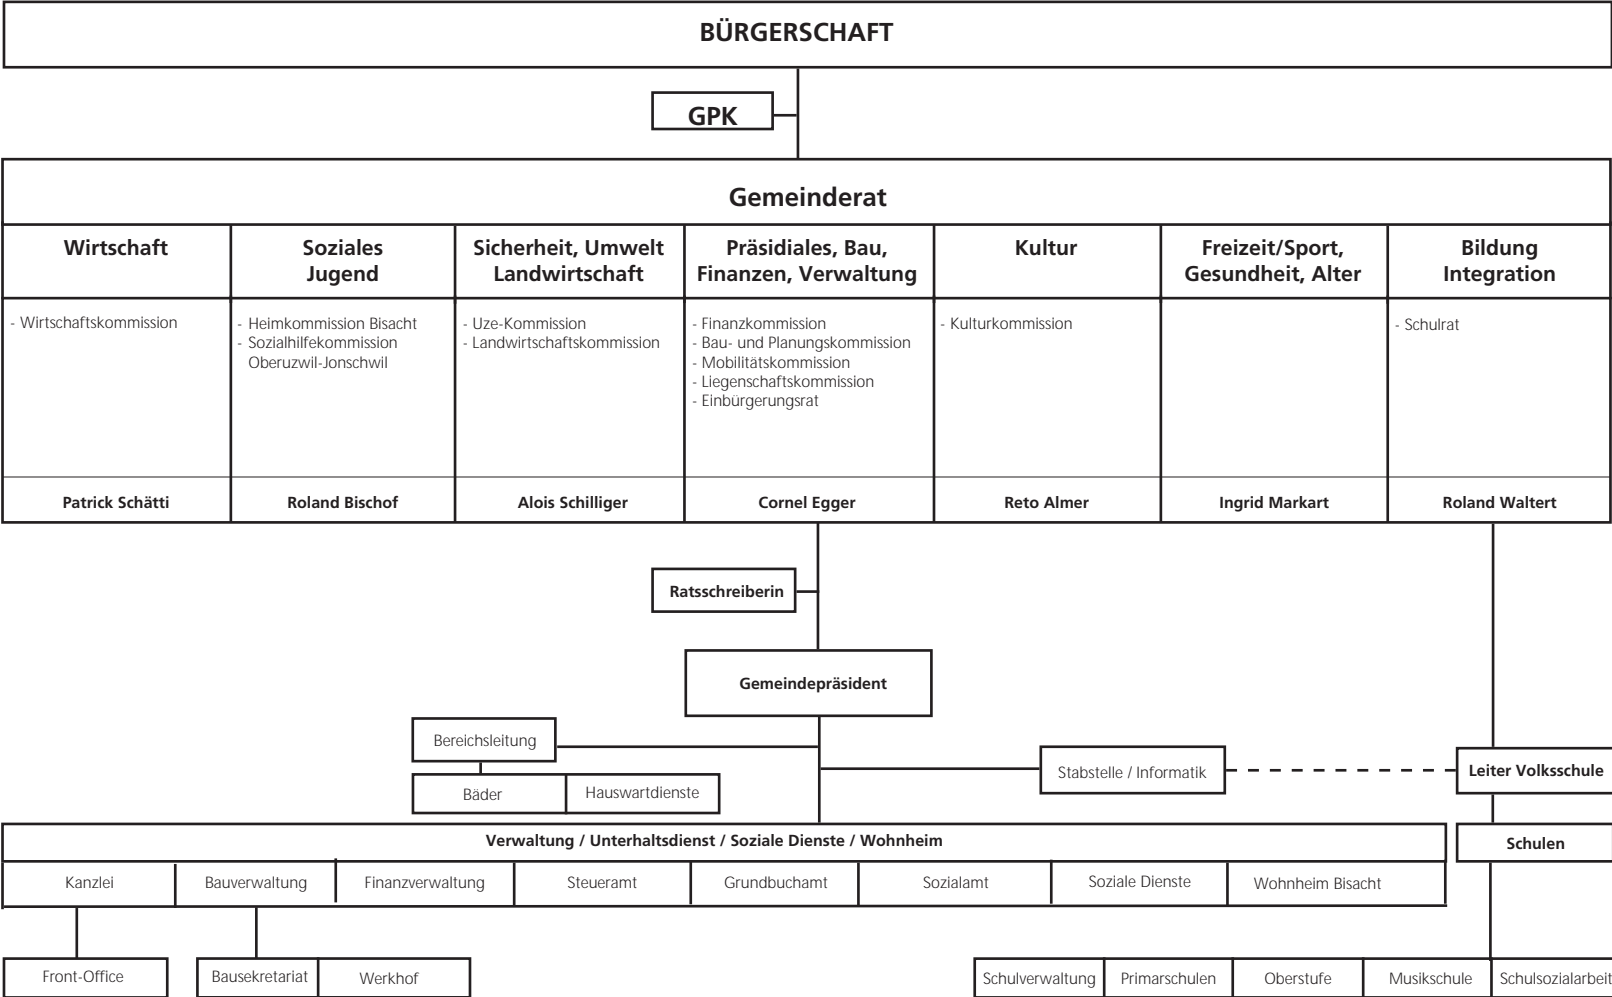 BÜRGERSCHAFT
GPK
Gemeinderat
Wirtschaft
- Wirtschaftskommission
Patrick Schätti
Soziales
Jugend
- Heimkommission Bisacht
- Sozialhilfekommission
Oberuzwil-Jonschwil
Roland Bischof
Sicherheit, Umwelt
Landwirtschaft
- Uze-Kommission
- Landwirtschaftskommission
Alois Schilliger
Präsidiales, Bau,
Finanzen, Verwaltung
- Finanzkommission
- Bau- und Planungskommission
- Mobilitätskommission
- Liegenschaftskommission
- Einbürgerungsrat
Cornel Egger
Kultur
- Kulturkommission
Reto Almer
Freizeit/Sport,
Gesundheit, Alter
Ingrid Markart
Bildung
Integration
- Schulrat
Roland Waltert
Ratsschreiberin
Gemeindepräsident
Bereichsleitung
Bäder
Hauswartdienste
Stabstelle / Informatik
Leiter Volksschule
Verwaltung / Unterhaltsdienst / Soziale Dienste / Wohnheim
Kanzlei
Bauverwaltung
Finanzverwaltung
Steueramt
Grundbuchamt
Sozialamt
Soziale Dienste
Wohnheim Bisacht
Schulen
Front-Office
Bausekretariat
Werkhof
Schulverwaltung
Primarschulen
Oberstufe
Musikschule
Schulsozialarbeit